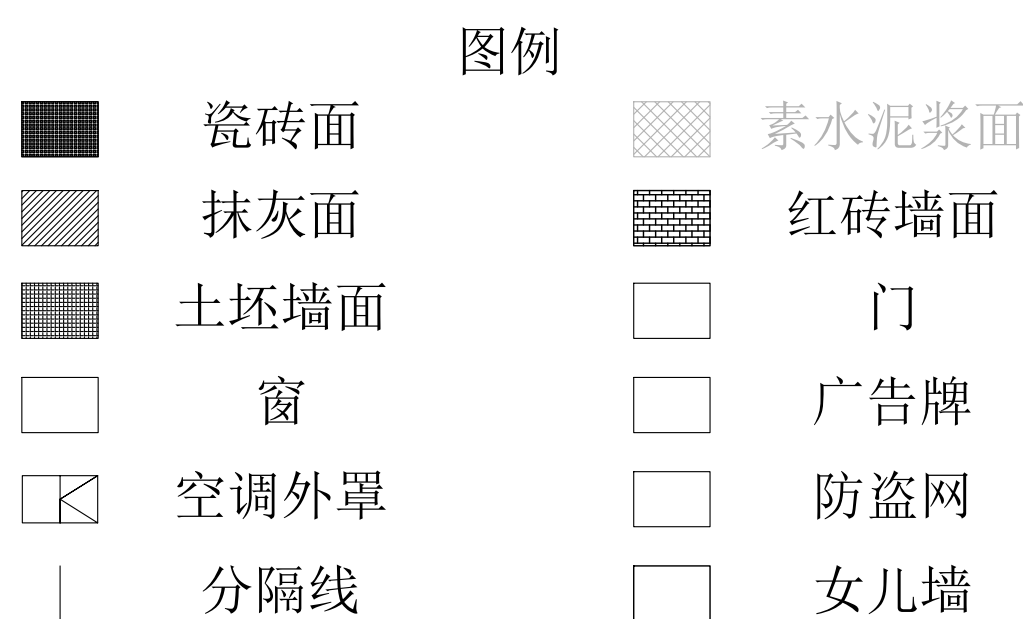 图例
瓷砖面 素水泥浆面
抹灰面 红砖墙面
土坯墙面 门
窗 广告牌
空调外罩 防盗网
分隔线 女儿墙